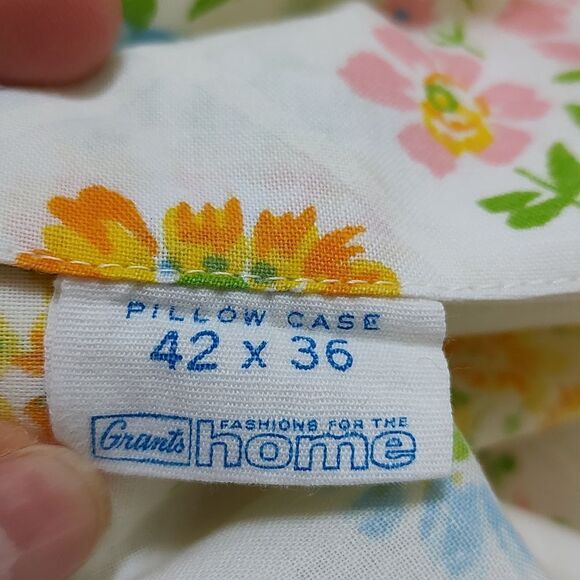 PILLOW CASE
42 x 36
FASHIONS FOR THE
Grants home